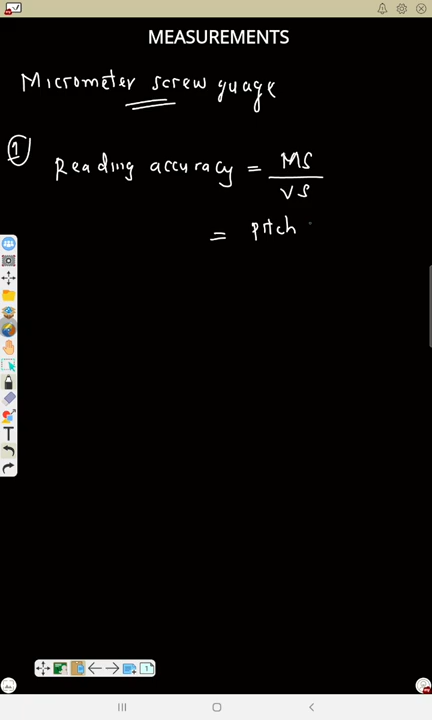 MEASUREMENTS
Micrometer screw guage
1 Reading accuracy = MS
VS
= pitch